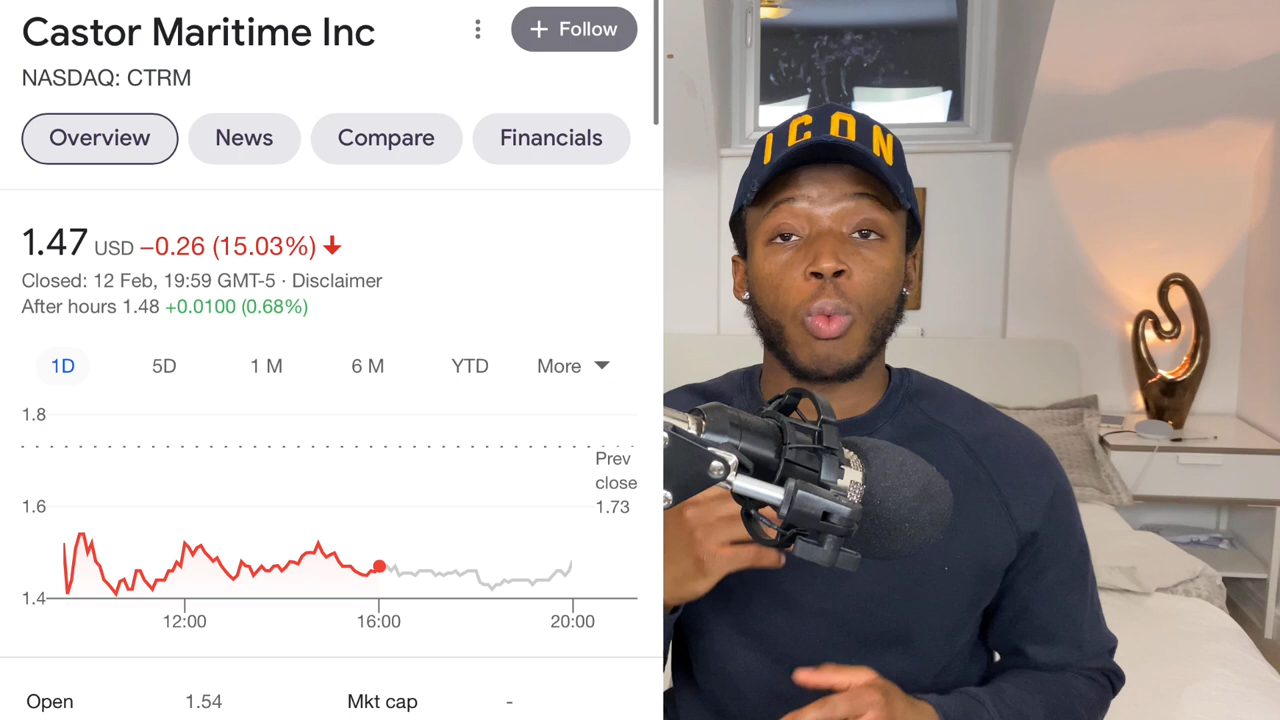 Castor Maritime Inc
+ Follow
NASDAQ: CTRM
Overview
News
Compare
Financials
1.47 USD −0.26 (15.03%)
Closed: 12 Feb, 19:59 GMT-5 · Disclaimer
After hours 1.48 +0.0100 (0.68%)
1D
5D
1 M
6 M
YTD
More
1.8
Prev
close
1.73
1.6
1.4
12:00
16:00
20:00
Open
1.54
Mkt cap
-
ICON